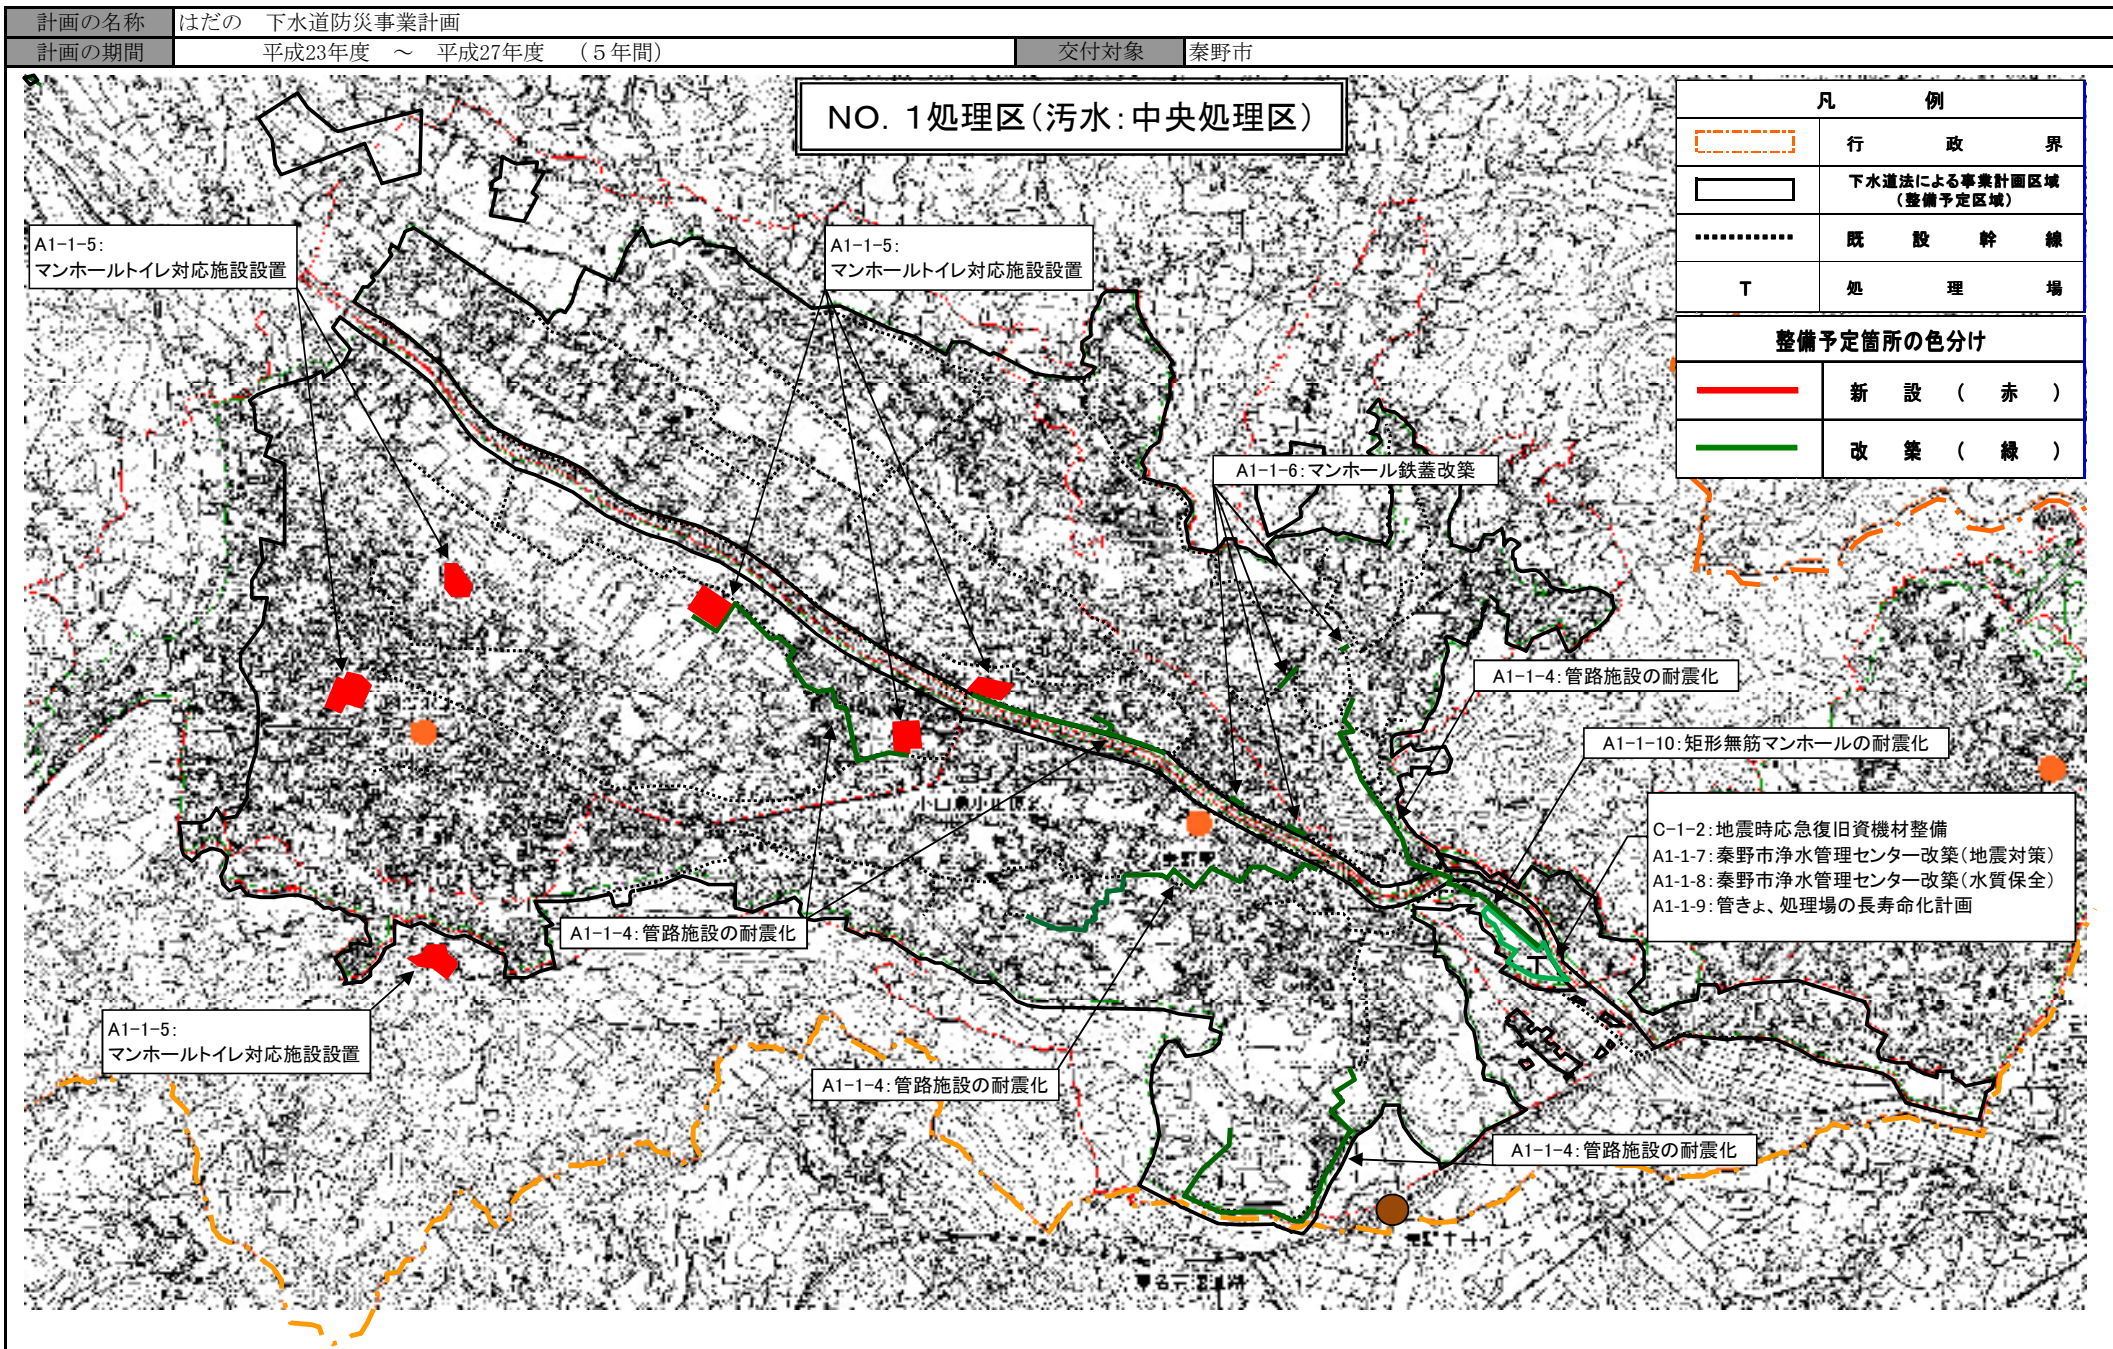 計画の名称 はだの　下水道防災事業計画
計画の期間 平成23年度　～　平成27年度　（５年間） 交付対象 秦野市
NO．1処理区（汚水：中央処理区）
凡　例
行　政　界
下水道法による事業計画区域
（整備予定区域）
既　設　幹　線
T 処　理　場
整備予定箇所の色分け
新　設　（　赤　）
改　築　（　緑　）
A1-1-5：
マンホールトイレ対応施設設置
A1-1-5：
マンホールトイレ対応施設設置
A1-1-6：マンホール鉄蓋改築
A1-1-4：管路施設の耐震化
A1-1-10：矩形無筋マンホールの耐震化
C-1-2：地震時応急復旧資機材整備
A1-1-7：秦野市浄水管理センター改築（地震対策）
A1-1-8：秦野市浄水管理センター改築（水質保全）
A1-1-9：管きょ、処理場の長寿命化計画
A1-1-4：管路施設の耐震化
T
A1-1-5：
マンホールトイレ対応施設設置
A1-1-4：管路施設の耐震化
A1-1-4：管路施設の耐震化